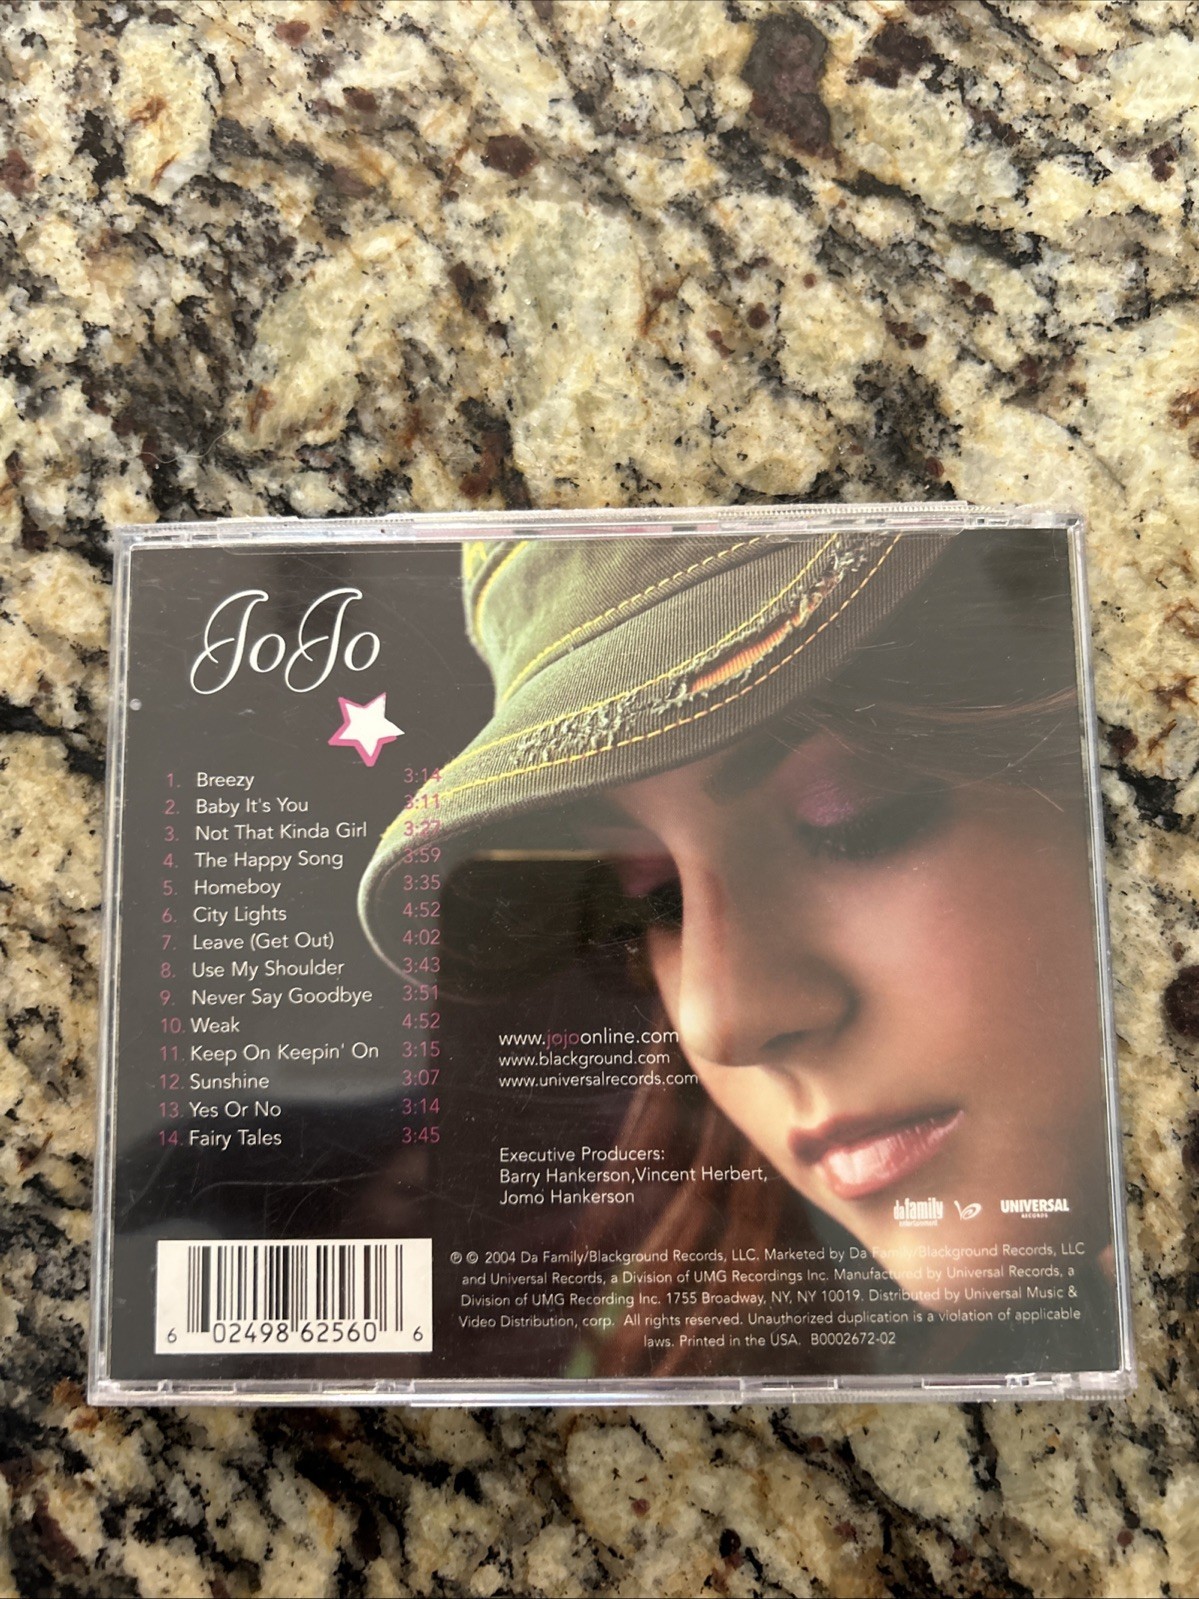 JoJo
1. Breezy 3:14
2. Baby It's You 3:11
3. Not That Kinda Girl 3:27
4. The Happy Song 3:59
5. Homeboy 3:35
6. City Lights 4:52
7. Leave (Get Out) 4:02
8. Use My Shoulder 3:43
9. Never Say Goodbye 3:51
10. Weak 4:52
11. Keep On Keepin' On 3:15
12. Sunshine 3:07
13. Yes Or No 3:14
14. Fairy Tales 3:45
www.jojoonline.com
www.blackground.com
www.universalrecords.com
Executive Producers:
Barry Hankerson,Vincent Herbert,
Jomo Hankerson
da family
entertainment
UNIVERSAL
RECORDS
℗ © 2004 Da Family/Blackground Records, LLC. Marketed by Da Family/Blackground Records, LLC
and Universal Records, a Division of UMG Recordings Inc. Manufactured by Universal Records, a
Division of UMG Recording Inc. 1755 Broadway, NY, NY 10019. Distributed by Universal Music &
Video Distribution, corp. All rights reserved. Unauthorized duplication is a violation of applicable
laws. Printed in the USA. B0002672-02
6 02498 62560 6